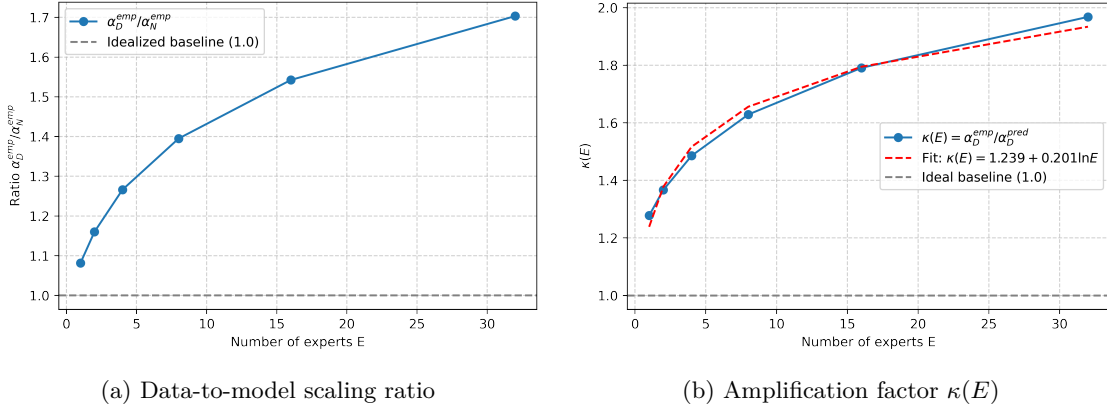 1.7
1.6
1.5
1.4
1.3
1.2
1.1
1.0
Ratio α_D^{emp}/α_N^{emp}
α_D^{emp}/α_N^{emp}
Idealized baseline (1.0)
0 5 10 15 20 25 30
Number of experts E
(a) Data-to-model scaling ratio
2.0
1.8
1.6
1.4
1.2
1.0
κ(E)
κ(E) = α_D^{emp}/α_D^{pred}
Fit: κ(E) = 1.239 + 0.201lnE
Ideal baseline (1.0)
0 5 10 15 20 25 30
Number of experts E
(b) Amplification factor κ(E)